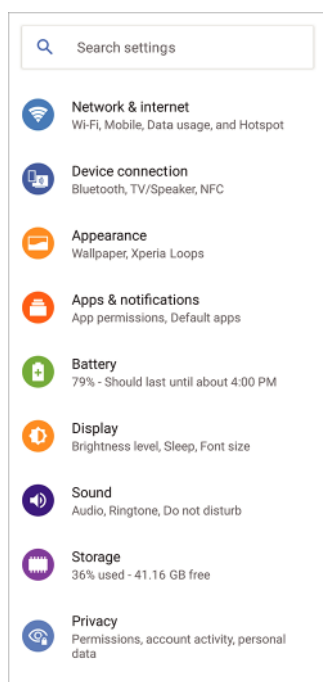 Search settings
Network & internet
Wi-Fi, Mobile, Data usage, and Hotspot
Device connection
Bluetooth, TV/Speaker, NFC
Appearance
Wallpaper, Xperia Loops
Apps & notifications
App permissions, Default apps
Battery
79% - Should last until about 4:00 PM
Display
Brightness level, Sleep, Font size
Sound
Audio, Ringtone, Do not disturb
Storage
36% used - 41.16 GB free
Privacy
Permissions, account activity, personal
data